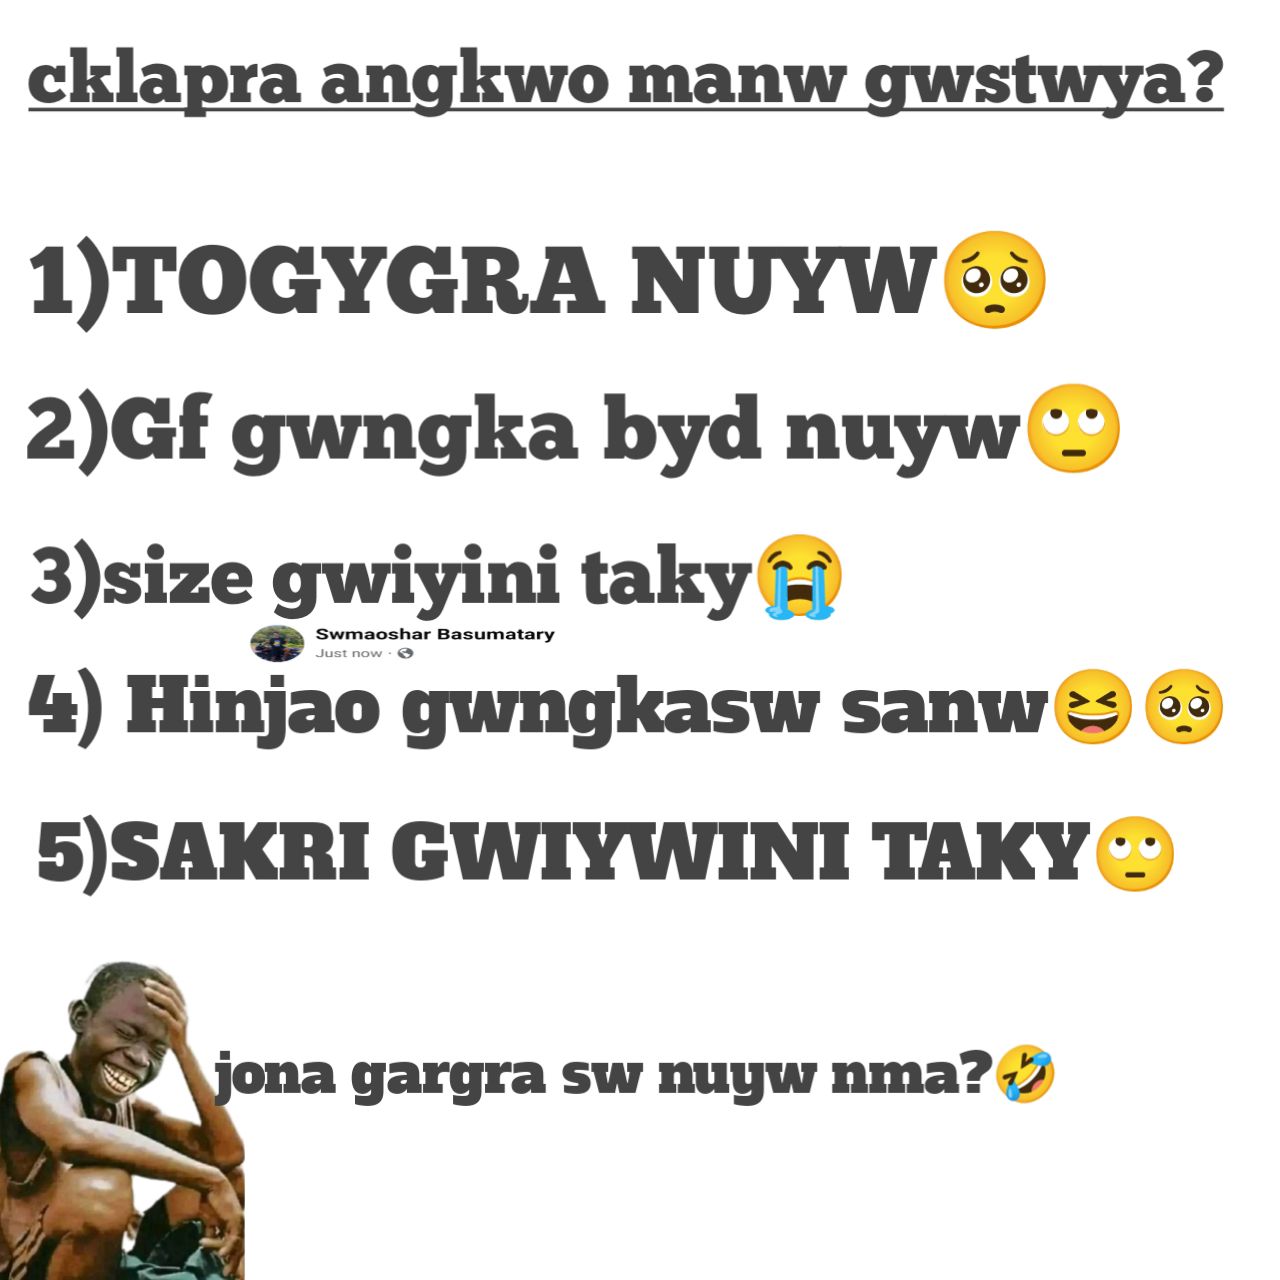 cklapra angkwo manw gwstwya?
1)TOGYGRA NUYW🥺
2)Gf gwngka byd nuyw🙄
3)size gwiyini taky😭
Swmaoshar Basumatary
Just now ·
4) Hinjao gwngkasw sanw😆🥺
5)SAKRI GWIYWINI TAKY🙄
jona gargra sw nuyw nma?🤣